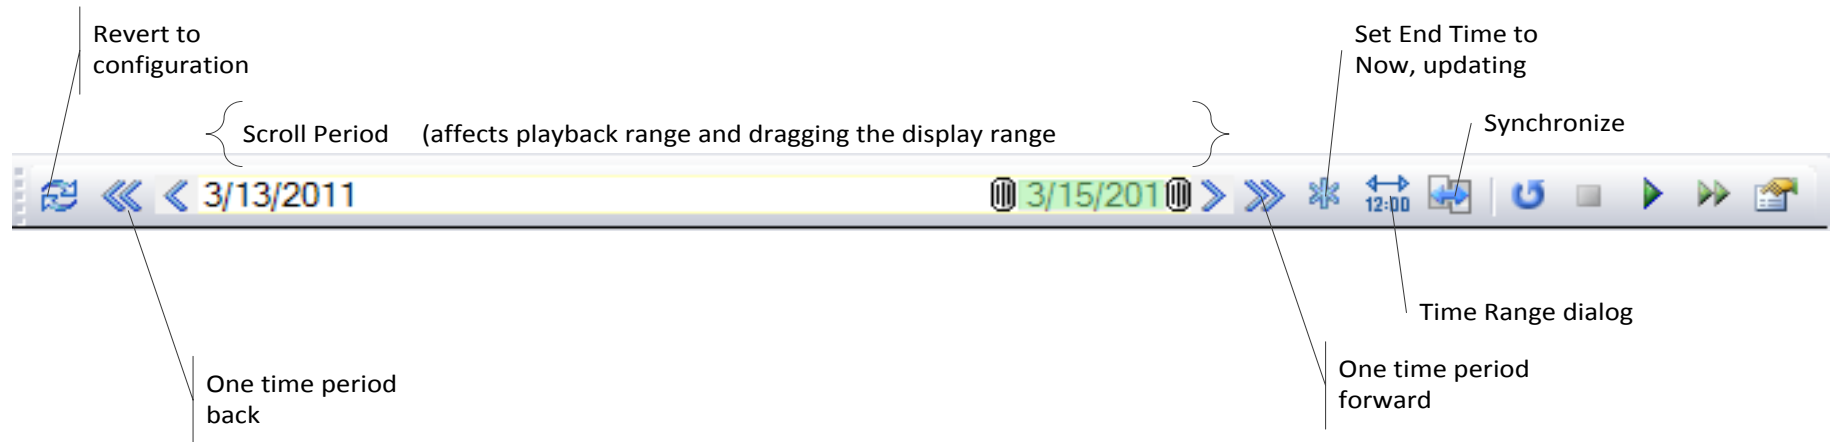 Revert to
configuration
Set End Time to
Now, updating
Scroll Period (affects playback range and dragging the display range
Synchronize
3/13/2011
3/15/201
12:00
Time Range dialog
One time period
back
One time period
forward